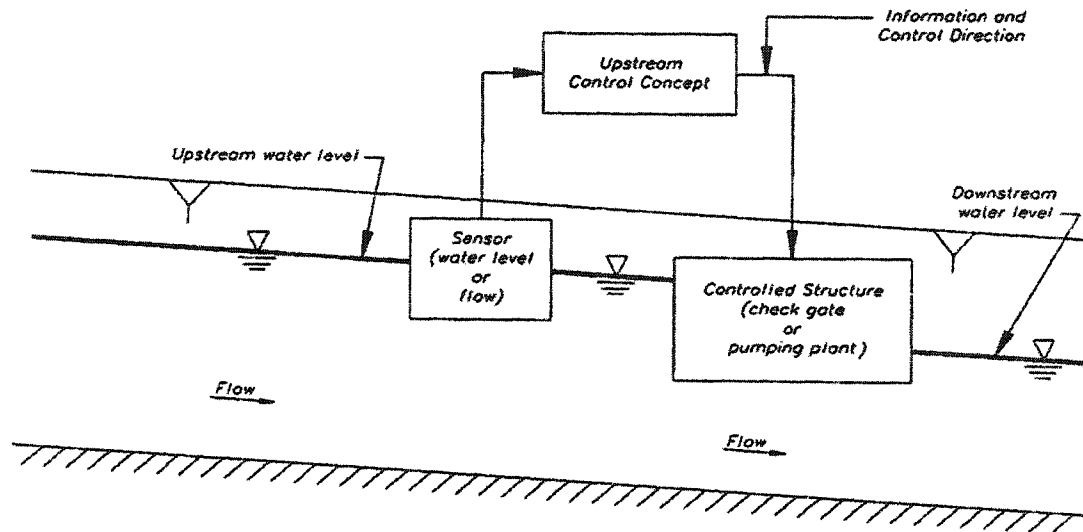 Information and
Control Direction
Upstream
Control Concept
Upstream water level
Downstream
water level
Sensor
(water level
or
flow)
Controlled Structure
(check gate
or
pumping plant)
Flow
Flow